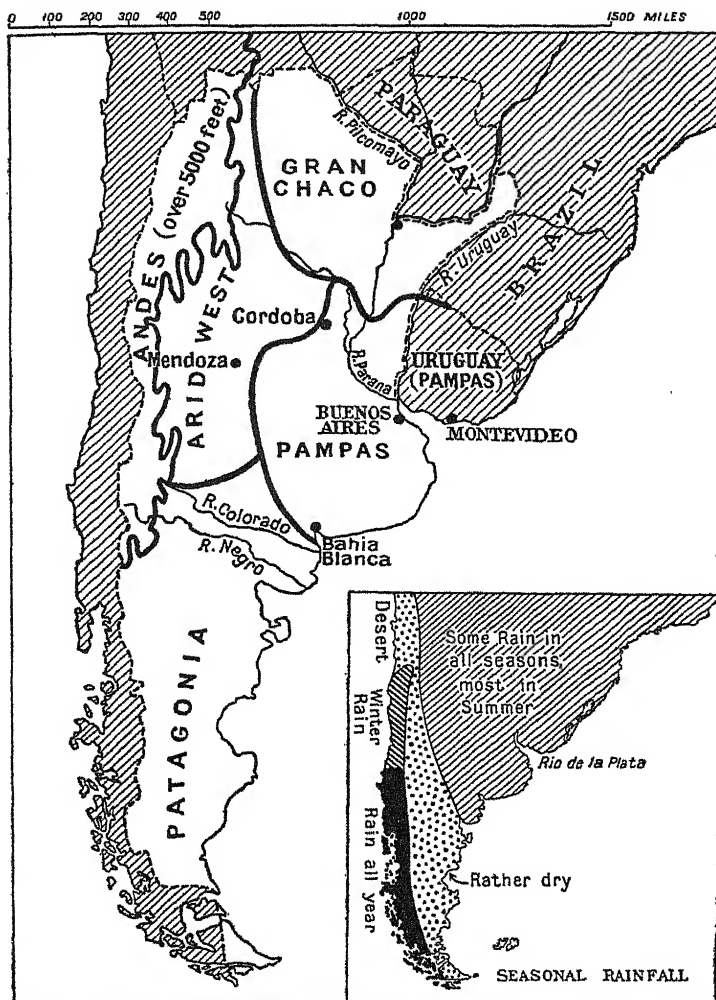 0 100 200 300 500 1000 1500 MILES
PARAGUAY
R. Pilcomayo
GRAN
CHACO
ANDES (over 5000 feet)
BRAZIL
R. Uruguay
ARID WEST
Cordoba
Mendoza
R. Parana
URUGUAY
(PAMPAS)
BUENOS
AIRES
MONTEVIDEO
PAMPAS
R. Colorado
R. Negro
Bahia
Blanca
PATAGONIA
Desert
Some Rain in
all seasons,
most in
Summer
Winter
Rain
Rio de la Plata
Rain all
year
Rather dry
SEASONAL RAINFALL